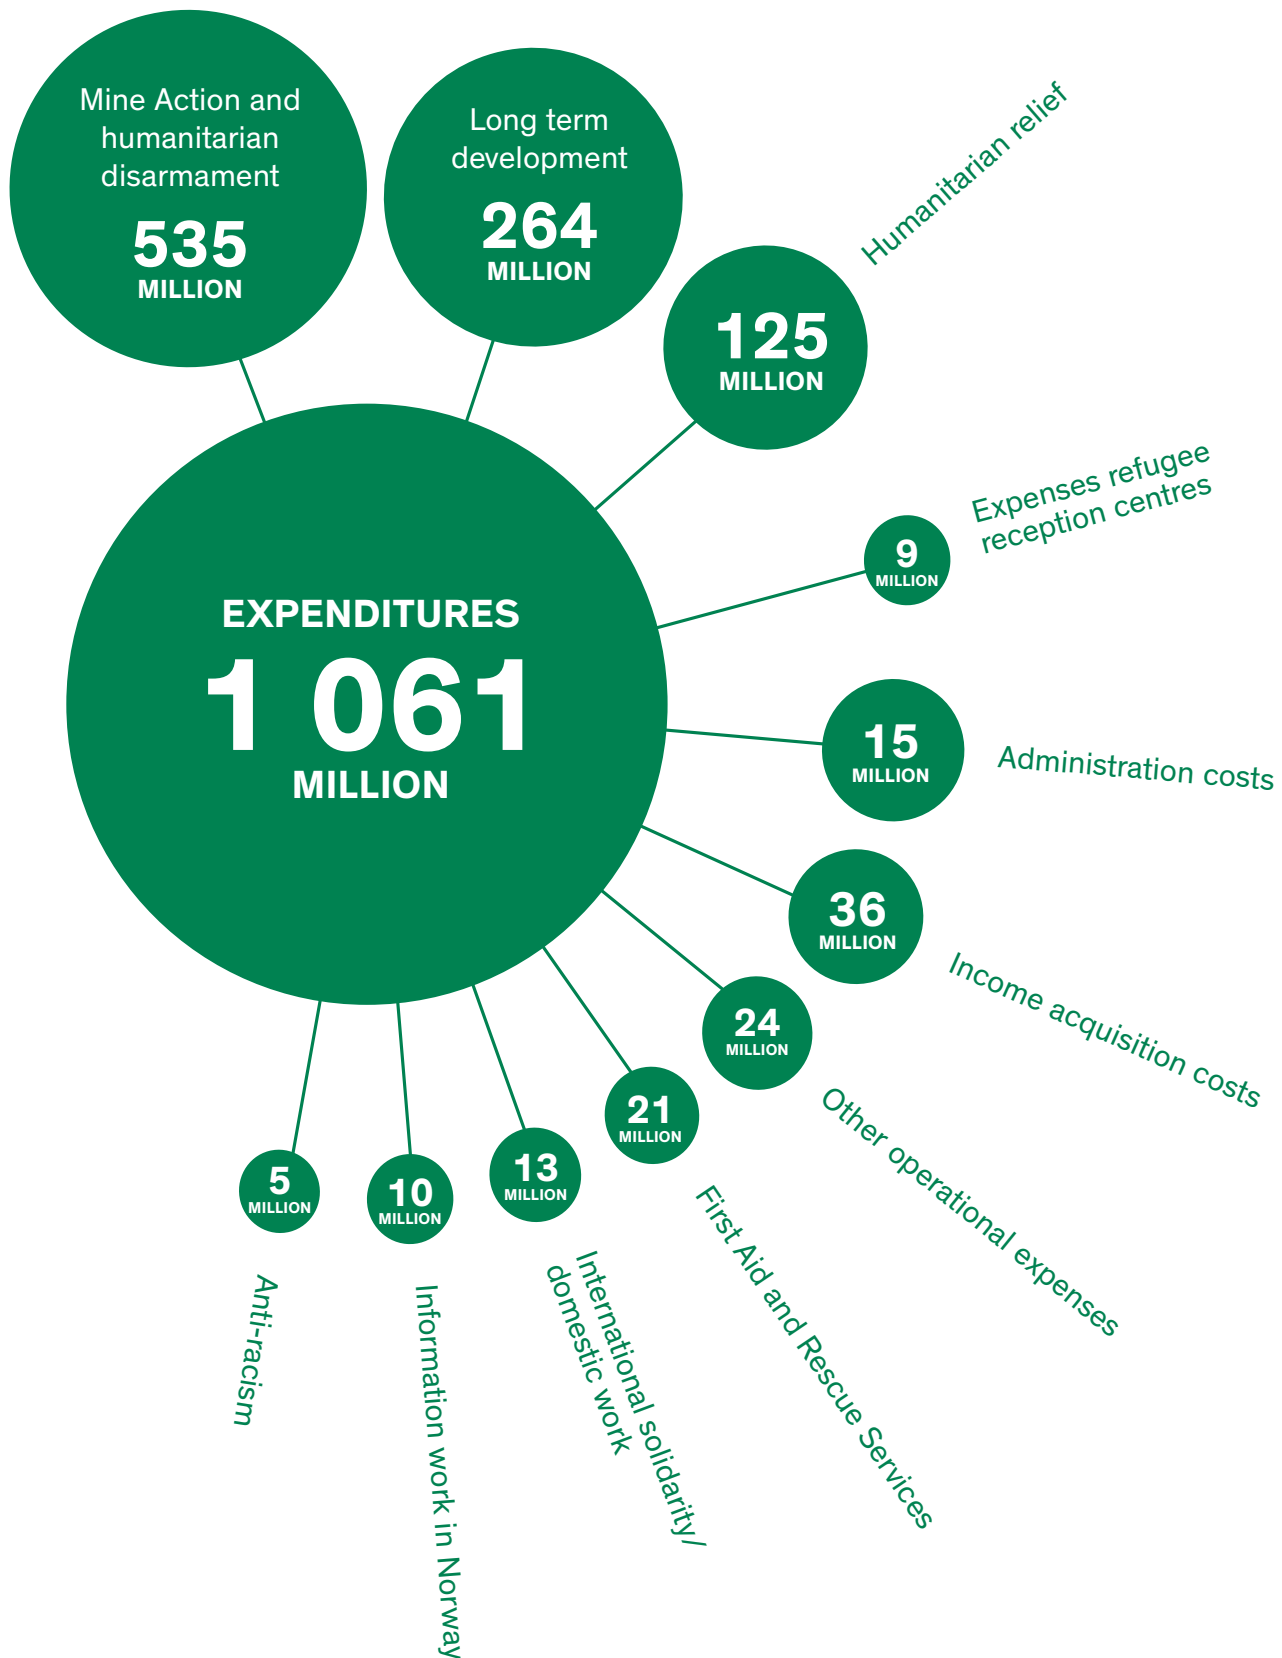 Mine Action and
humanitarian
disarmament
535
MILLION
Long term
development
264
MILLION
Humanitarian relief
125
MILLION
Expenses refugee
reception centres
9
MILLION
EXPENDITURES
1 061
MILLION
15
MILLION
Administration costs
36
MILLION
Income acquisition costs
24
MILLION
Other operational expenses
21
MILLION
First Aid and Rescue Services
13
MILLION
International solidarity/
domestic work
10
MILLION
Information work in Norway
5
MILLION
Anti-racism